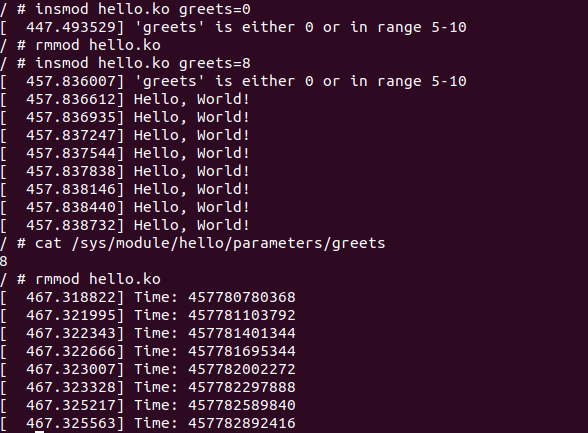 / # insmod hello.ko greets=0
[  447.493529] 'greets' is either 0 or in range 5-10
/ # rmmod hello.ko
/ # insmod hello.ko greets=8
[  457.836007] 'greets' is either 0 or in range 5-10
[  457.836612] Hello, World!
[  457.836935] Hello, World!
[  457.837247] Hello, World!
[  457.837544] Hello, World!
[  457.837838] Hello, World!
[  457.838146] Hello, World!
[  457.838440] Hello, World!
[  457.838732] Hello, World!
/ # cat /sys/module/hello/parameters/greets
8
/ # rmmod hello.ko
[  467.318822] Time: 457780780368
[  467.321995] Time: 457781103792
[  467.322343] Time: 457781401344
[  467.322666] Time: 457781695344
[  467.323007] Time: 457782002272
[  467.323328] Time: 457782297888
[  467.325217] Time: 457782589840
[  467.325563] Time: 457782892416